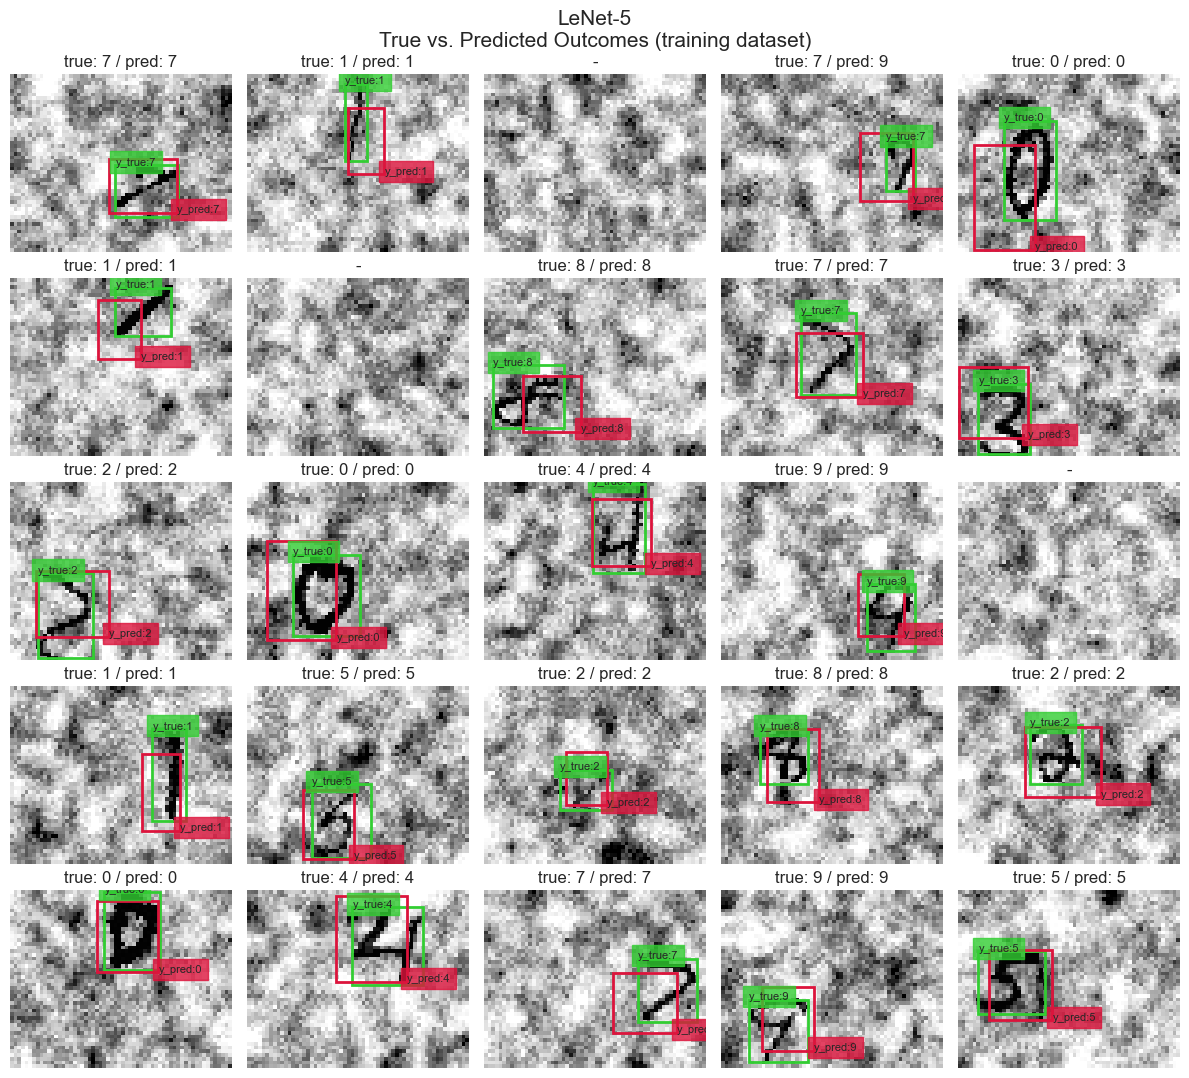 LeNet-5
True vs. Predicted Outcomes (training dataset)
true: 7 / pred: 7
true: 1 / pred: 1
-
true: 7 / pred: 9
true: 0 / pred: 0
y_true:7
y_pred:7
y_true:1
y_pred:1
y_true:7
y_true:0
y_pred:0
true: 1 / pred: 1
-
true: 8 / pred: 8
true: 7 / pred: 7
true: 3 / pred: 3
y_true:1
y_pred:1
y_true:8
y_pred:8
y_true:7
y_pred:7
y_true:3
y_pred:3
true: 2 / pred: 2
true: 0 / pred: 0
true: 4 / pred: 4
true: 9 / pred: 9
-
y_true:2
y_pred:2
y_true:0
y_pred:0
y_pred:4
y_true:9
y_pred:9
true: 1 / pred: 1
true: 5 / pred: 5
true: 2 / pred: 2
true: 8 / pred: 8
true: 2 / pred: 2
y_true:1
y_pred:1
y_true:5
y_pred:5
y_true:2
y_pred:2
y_true:8
y_pred:8
y_true:2
y_pred:2
true: 0 / pred: 0
true: 4 / pred: 4
true: 7 / pred: 7
true: 9 / pred: 9
true: 5 / pred: 5
y_pred:0
y_true:4
y_pred:4
y_true:7
y_true:9
y_pred:9
y_true:5
y_pred:5